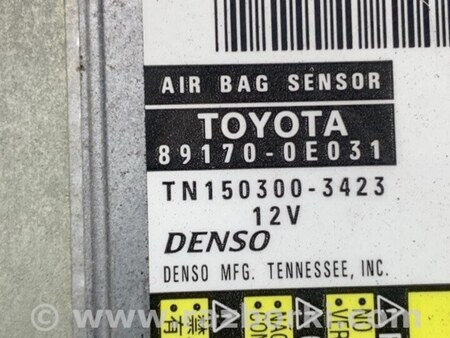 AIR BAG SENSOR
TOYOTA
89170-0E031
TN150300-3423
12V
DENSO
DENSO MFG. TENNESSEE, INC.